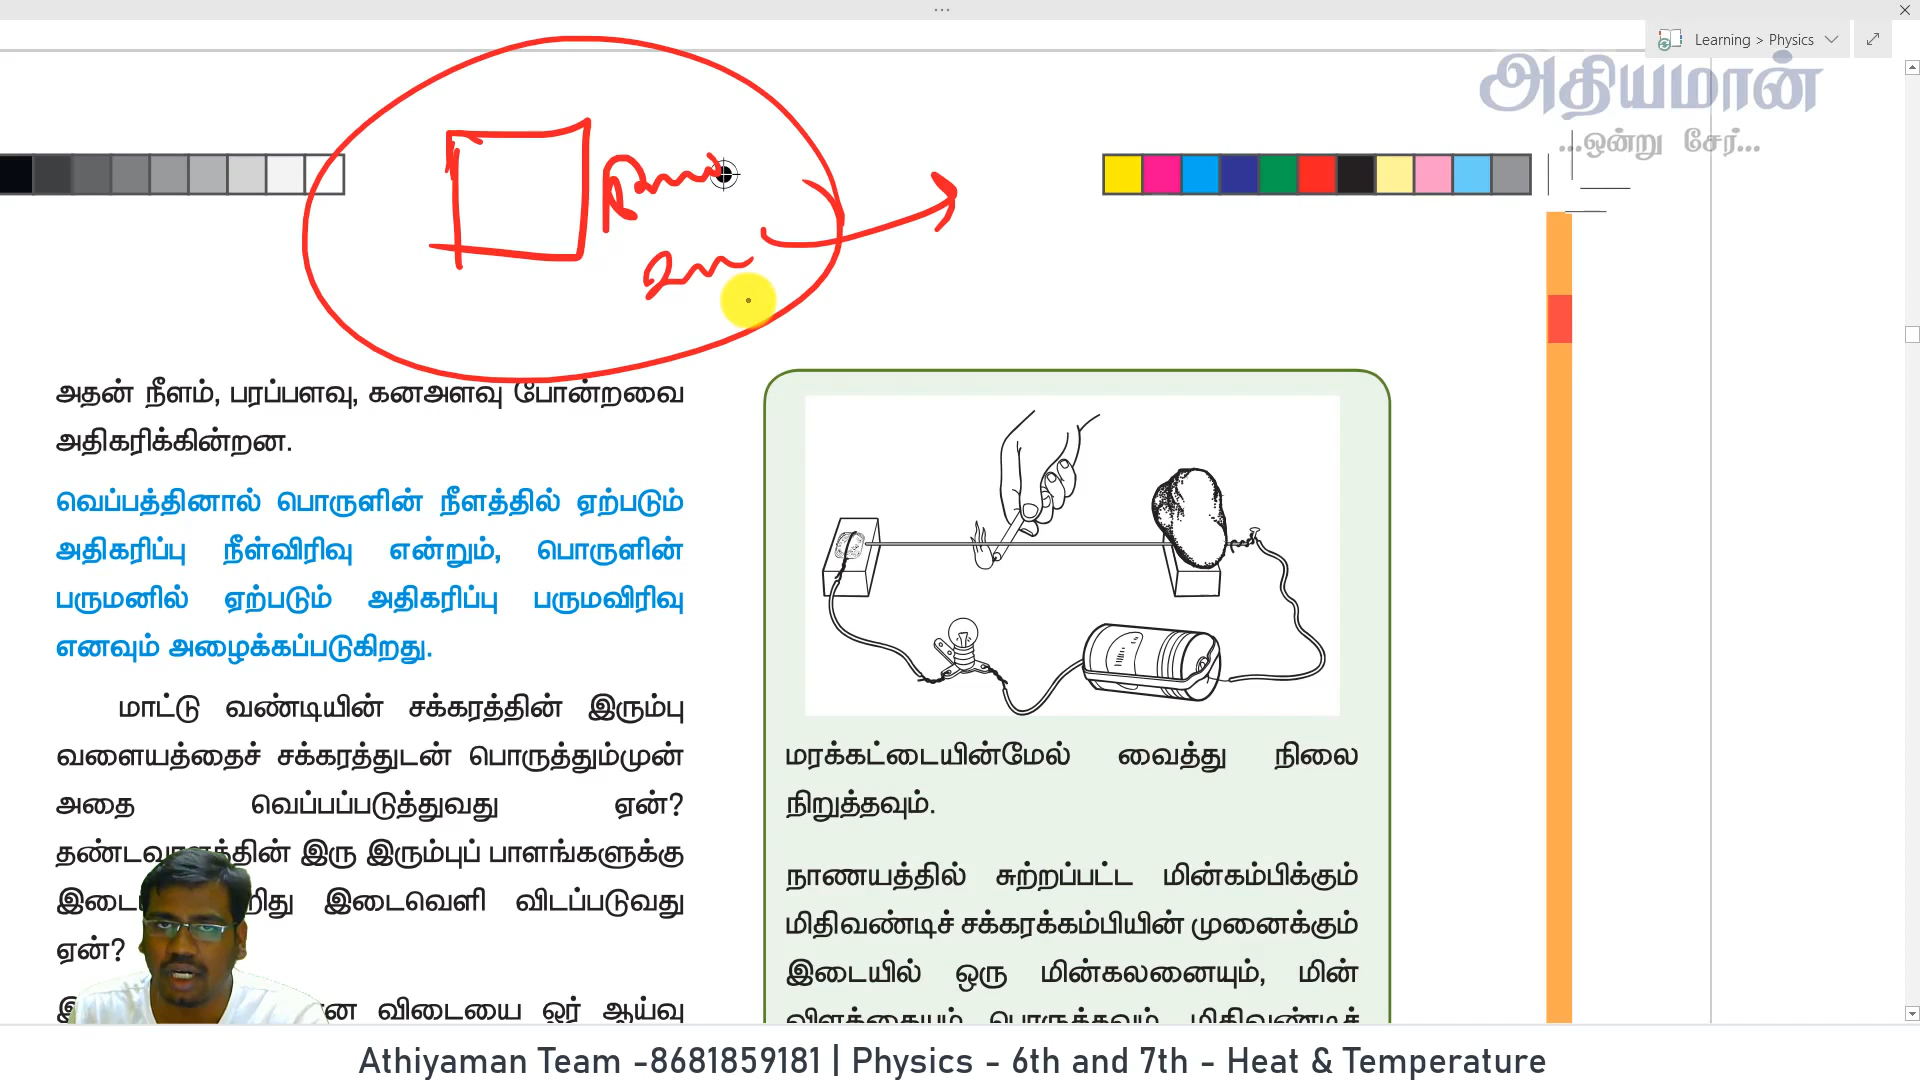 Learning > Physics
அதியமான்
...ஒன்று சேர்...
அதன் நீளம், பரப்பளவு, கனஅளவு போன்றவை
அதிகரிக்கின்றன.
வெப்பத்தினால் பொருளின் நீளத்தில் ஏற்படும்
அதிகரிப்பு நீள்விரிவு என்றும், பொருளின்
பருமனில் ஏற்படும் அதிகரிப்பு பருமவிரிவு
எனவும் அழைக்கப்படுகிறது.
மாட்டு வண்டியின் சக்கரத்தின் இரும்பு
வளையத்தைச் சக்கரத்துடன் பொருத்தும்முன்
அதை வெப்பப்படுத்துவது ஏன்?
இரு இரும்புப் பாளங்களுக்கு
இடைவெளி விடப்படுவது
ஏன்?
விடையை ஓர் ஆய்வு
மரக்கட்டையின்மேல் வைத்து நிலை
நிறுத்தவும்.
நாணயத்தில் சுற்றப்பட்ட மின்கம்பிக்கும்
மிதிவண்டிச் சக்கரக்கம்பியின் முனைக்கும்
இடையில் ஒரு மின்கலனையும், மின்
விளக்கையும் பொருத்தவும். மிதிவண்டிச்
Athiyaman Team -8681859181 | Physics - 6th and 7th - Heat & Temperature